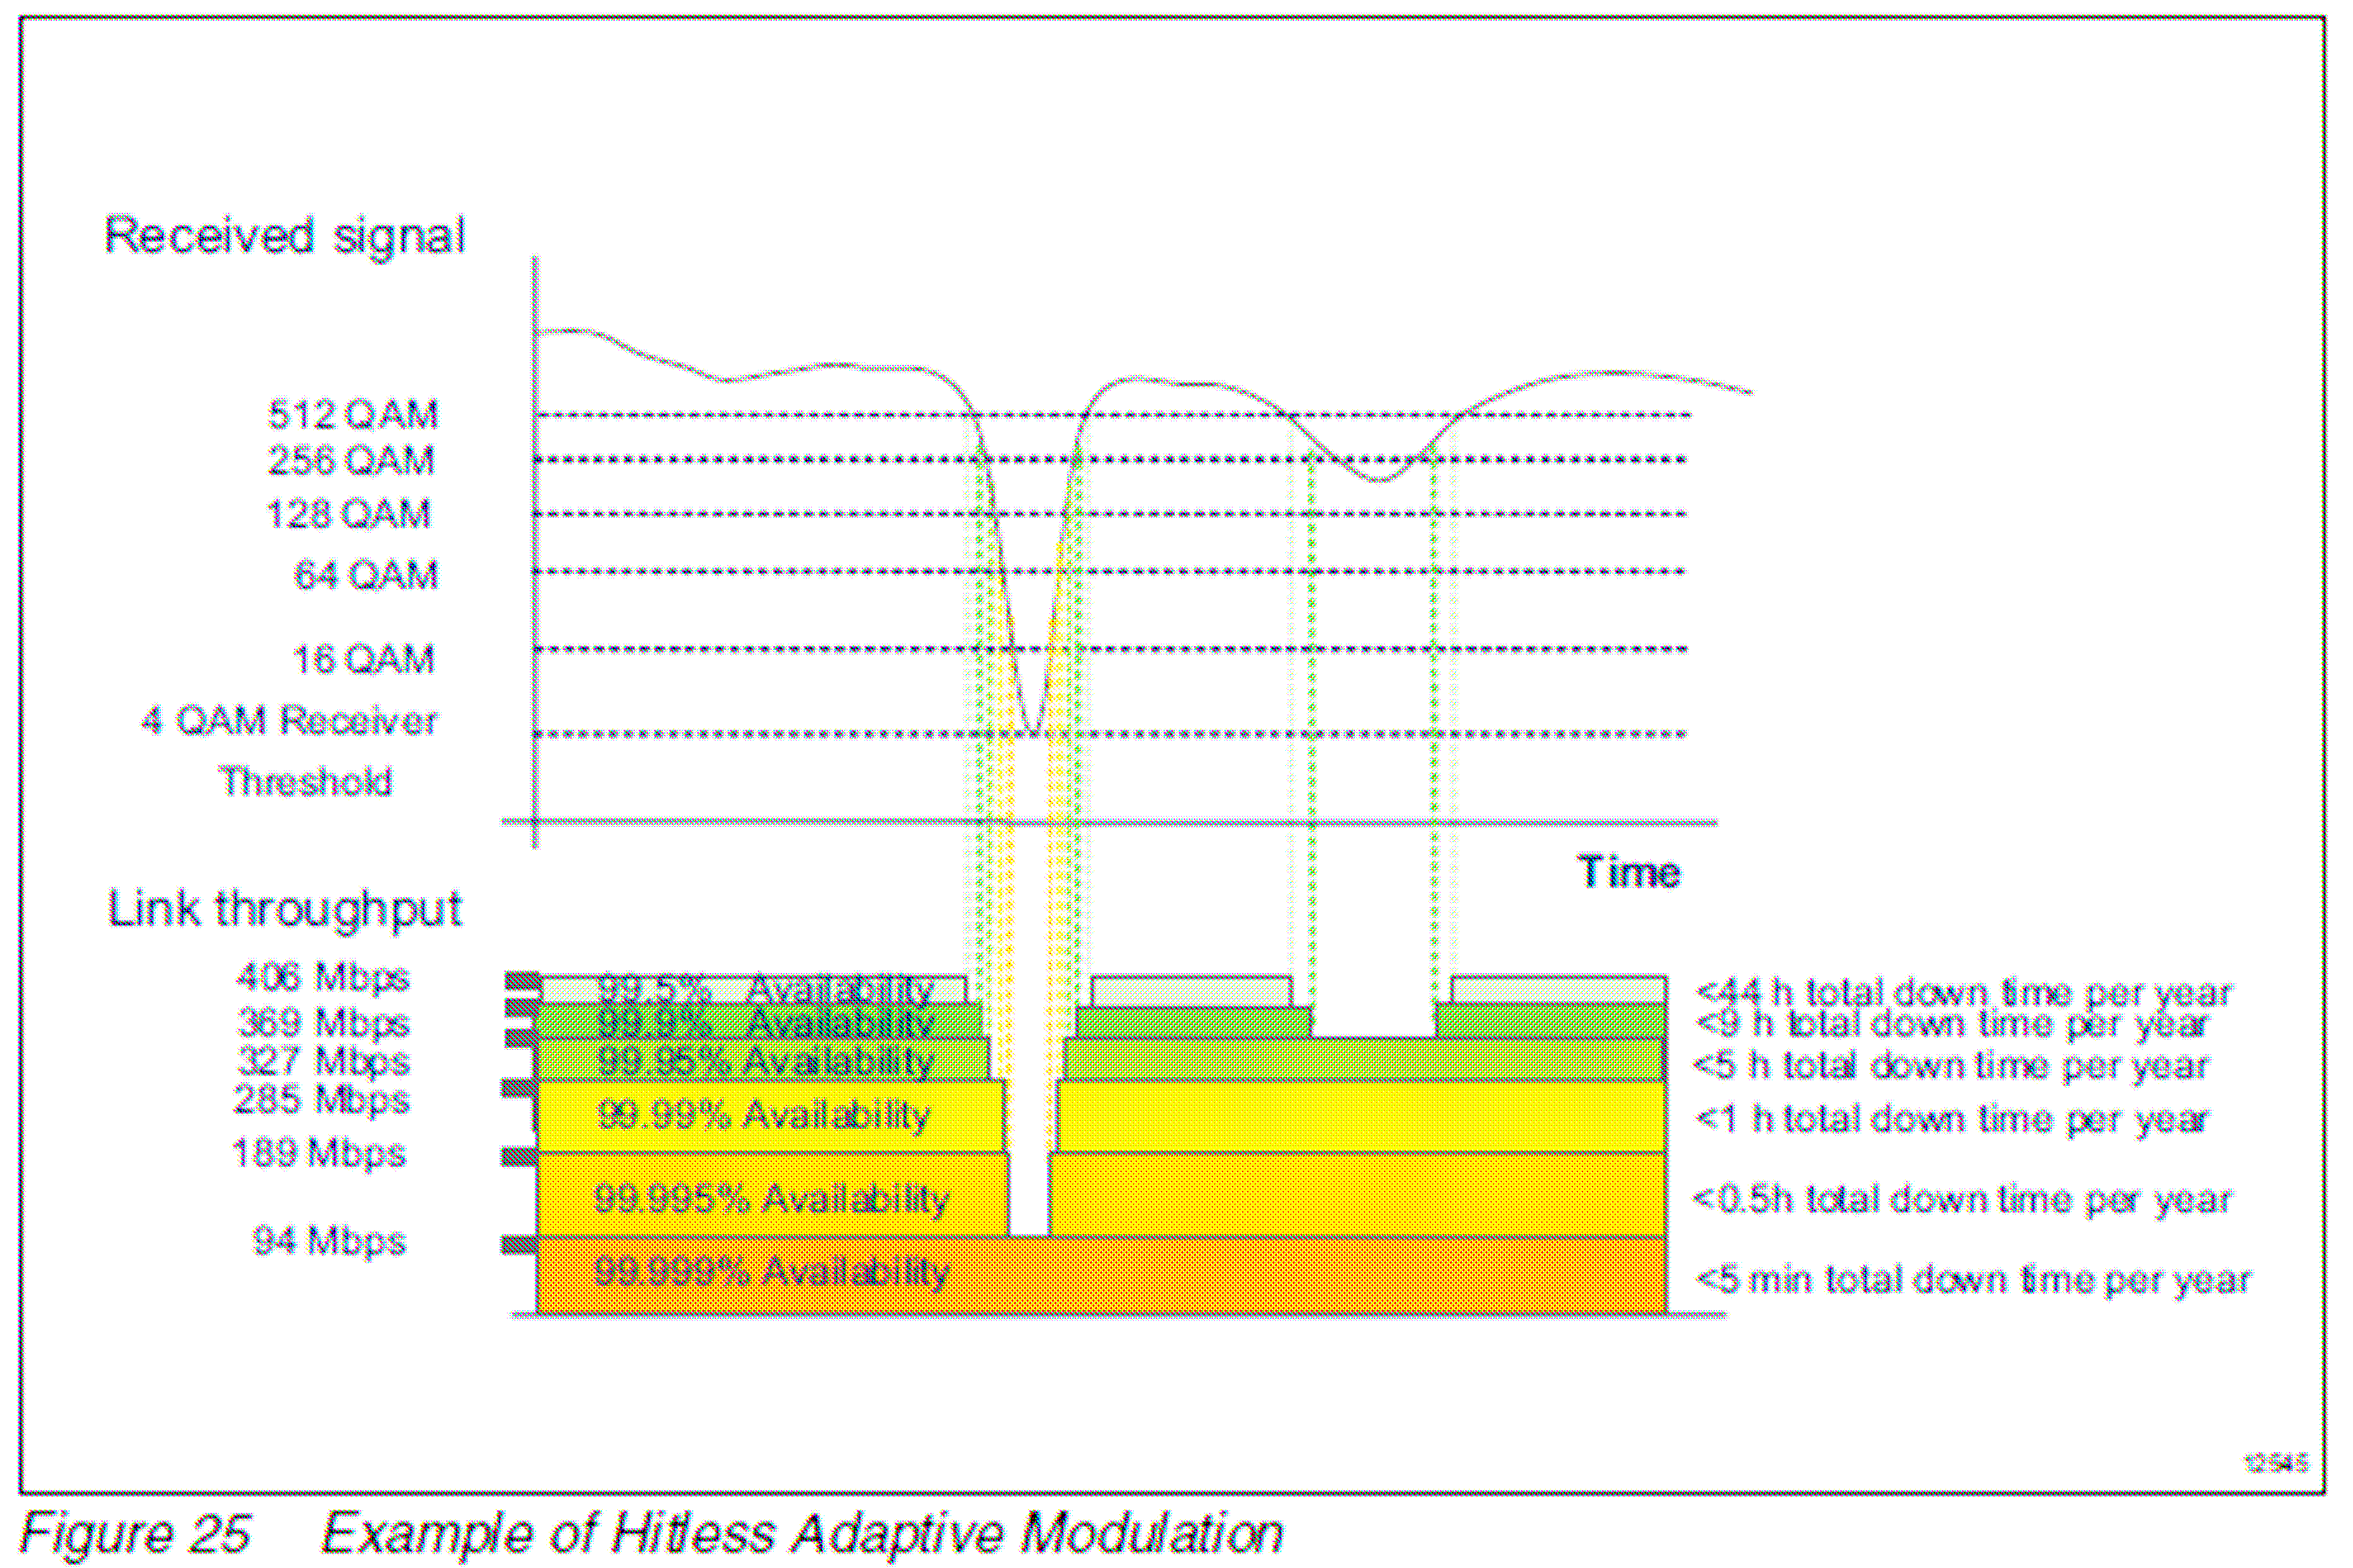 Received signal
512 QAM
256 QAM
128 QAM
64 QAM
16 QAM
4 QAM Receiver
Threshold
Time
Link throughput
406 Mbps
99.5% Availability
<44 h total down time per year
369 Mbps
99.9% Availability
<9 h total down time per year
327 Mbps
99.95% Availability
<5 h total down time per year
285 Mbps
99.99% Availability
<1 h total down time per year
189 Mbps
99.995% Availability
<0.5h total down time per year
94 Mbps
99.999% Availability
<5 min total down time per year
Figure 25 Example of Hitless Adaptive Modulation